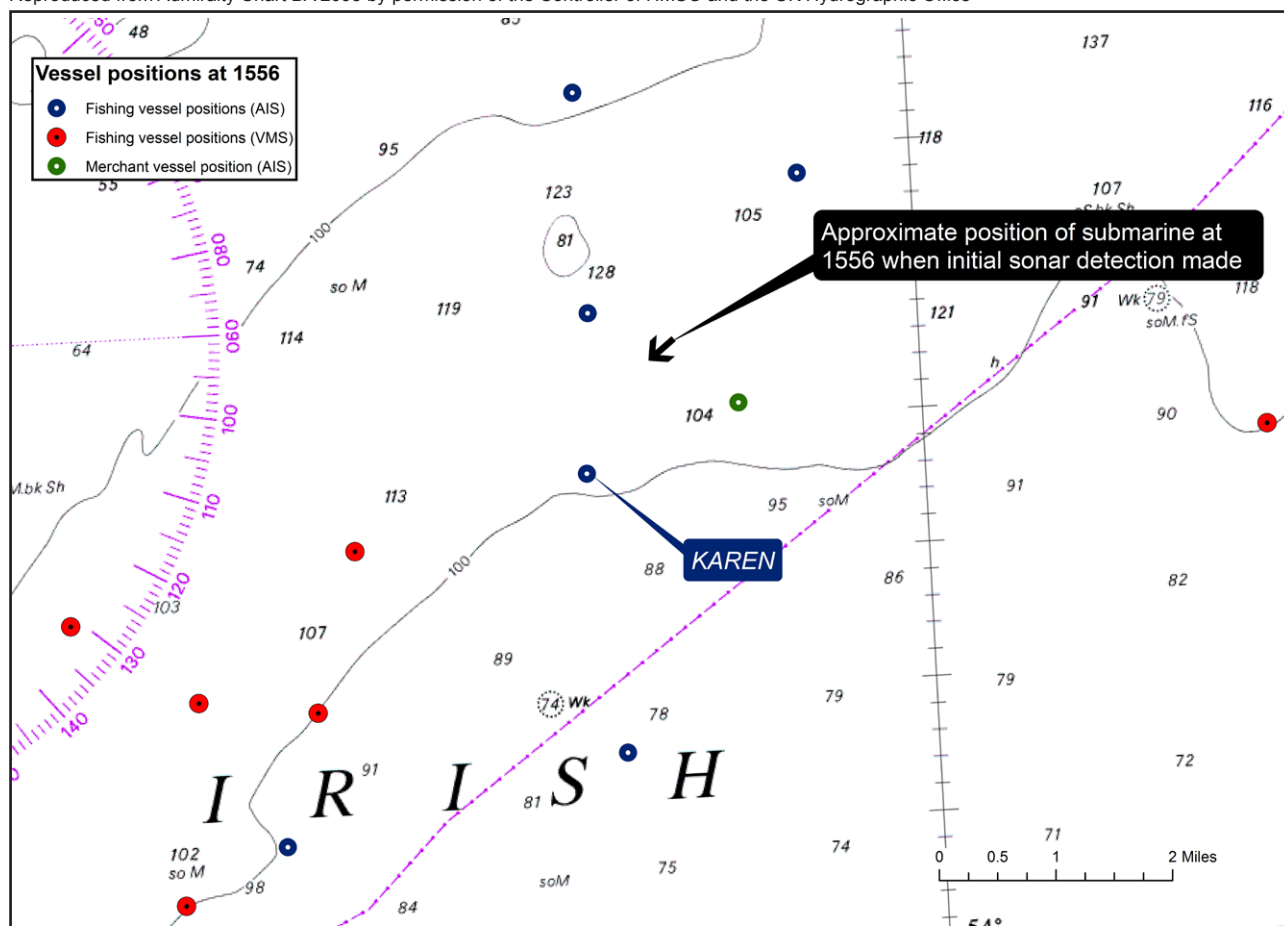 48
137
Vessel positions at 1556
Fishing vessel positions (AIS)
Fishing vessel positions (VMS)
Merchant vessel position (AIS)
116
118
95
55
123
107
105
100
Approximate position of submarine at
1556 when initial sonar detection made
81
080
74
128
so M
118
Wk 79
91
119
121
soM.fS
114
090
64
h
100
104
90
M.bk Sh
91
113
95
soM
110
KAREN
100
88
86
82
120
103
107
130
89
79
79
74 Wk
78
140
I R I S H
91
72
81
71
74
102
so M
75
0 0.5 1 2 Miles
98
soM
84